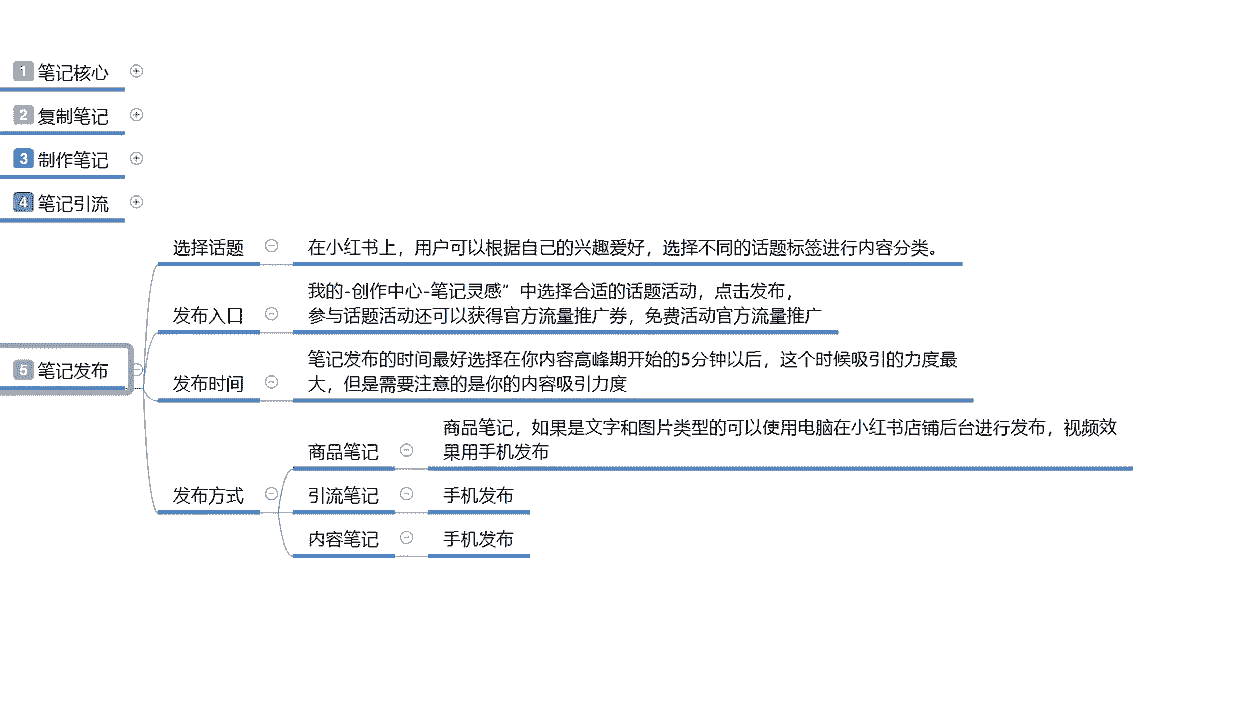 1 笔记核心
2 复制笔记
3 制作笔记
4 笔记引流
5 笔记发布
选择话题
在小红书上，用户可以根据自己的兴趣爱好，选择不同的话题标签进行内容分类。
发布入口
我的-创作中心-笔记灵感”中选择合适的话题活动，点击发布，
参与话题活动还可以获得官方流量推广券，免费活动官方流量推广
发布时间
笔记发布的时间最好选择在你内容高峰期开始的5分钟以后，这个时候吸引的力度最
大，但是需要注意的是你的内容吸引力度
发布方式
商品笔记
商品笔记，如果是文字和图片类型的可以使用电脑在小红书店铺后台进行发布，视频效
果用手机发布
引流笔记
手机发布
内容笔记
手机发布